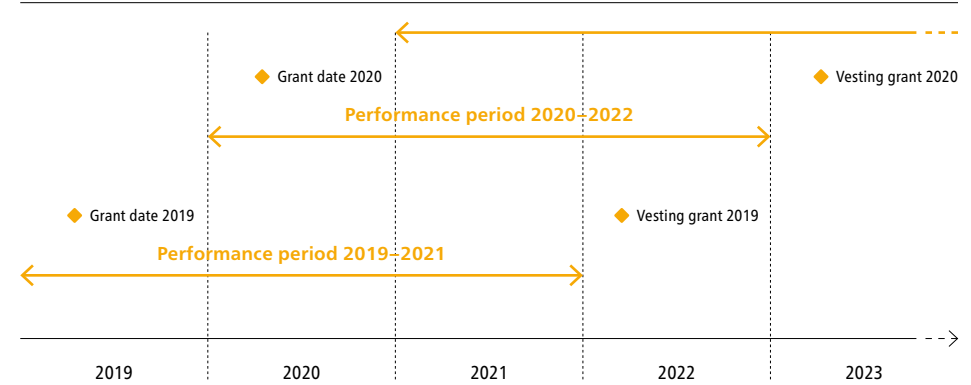 Grant date 2020
Vesting grant 2020
Performance period 2020–2022
Grant date 2019
Vesting grant 2019
Performance period 2019–2021
2019
2020
2021
2022
2023